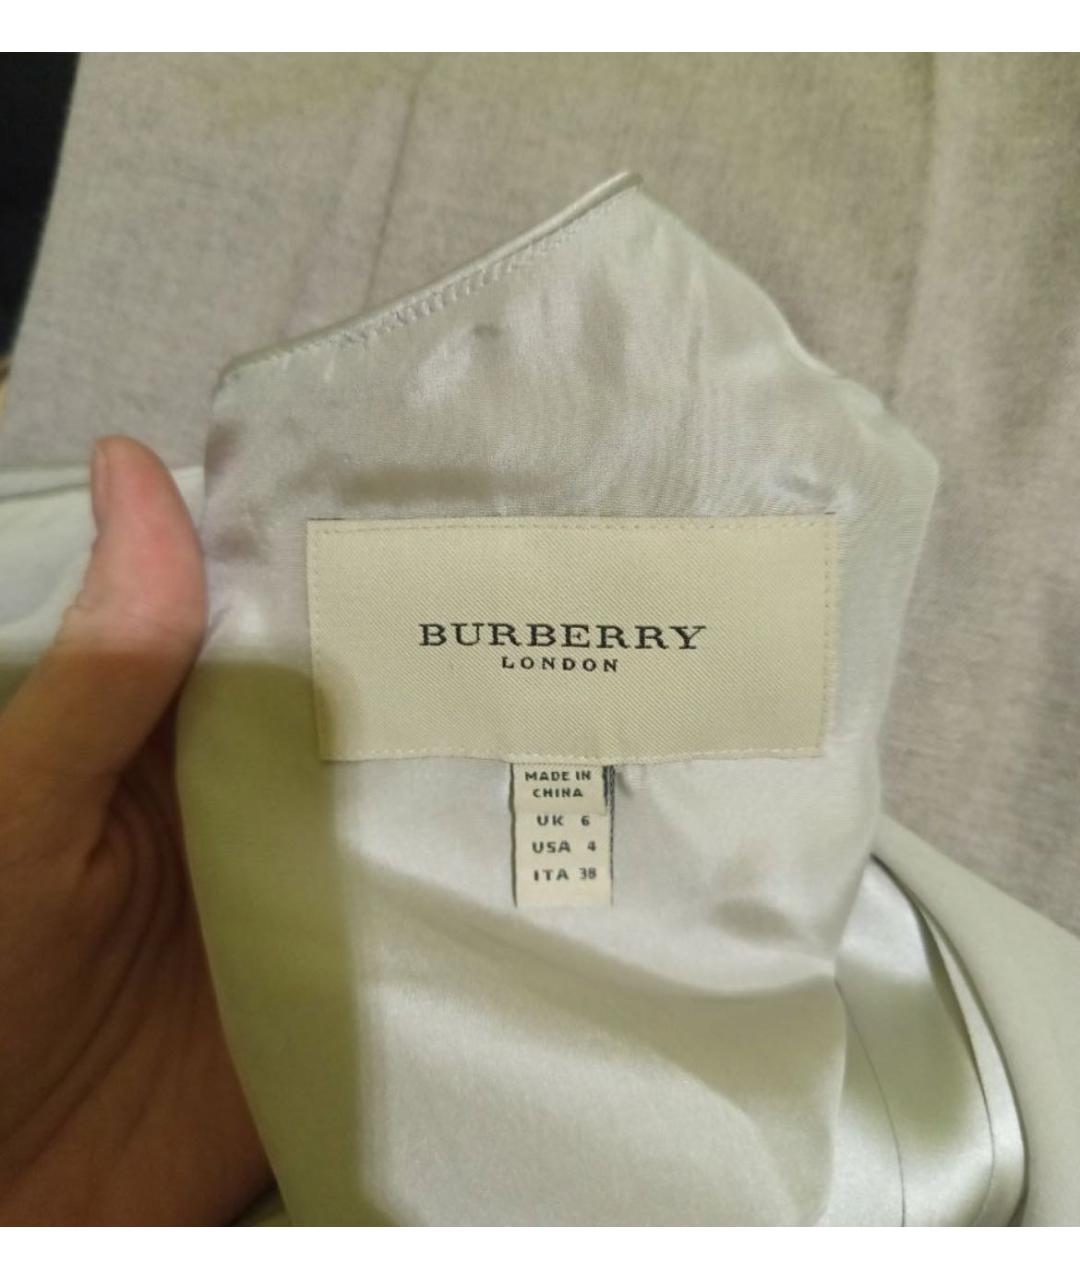 BURBERRY
LONDON
MADE IN
CHINA
UK 6
USA 4
ITA 38